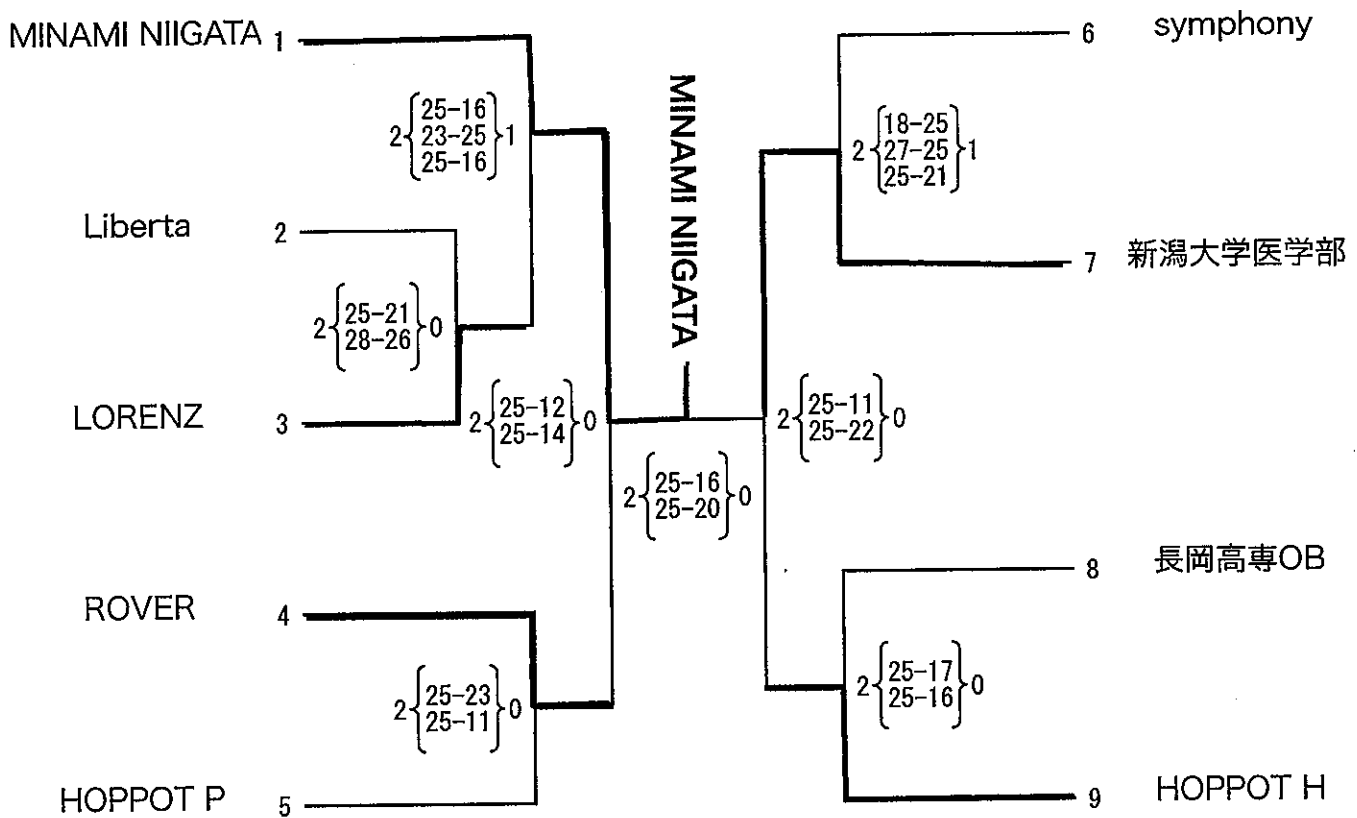 MINAMI NIIGATA 1
2 { 25-16 } 1
23-25
25-16
Liberta 2
2 { 25-21 } 0
28-26
LORENZ 3
2 { 25-12 } 0
25-14
ROVER 4
2 { 25-23 } 0
25-11
HOPPOT P 5
MINAMI NIIGATA
2 { 25-16 } 0
25-20
6 symphony
2 { 18-25 } 1
27-25
25-21
7 新潟大学医学部
2 { 25-11 } 0
25-22
8 長岡高専OB
2 { 25-17 } 0
25-16
9 HOPPOT H